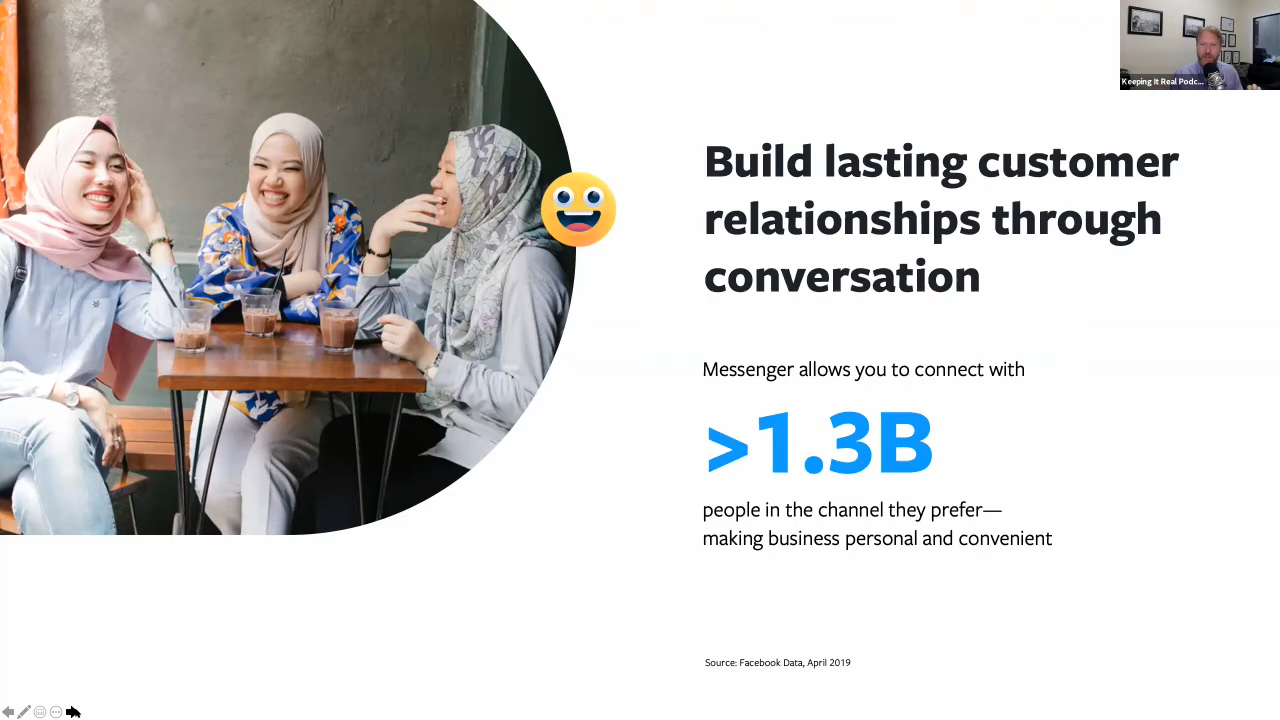 Keeping It Real Podc...
Build lasting customer
relationships through
conversation
Messenger allows you to connect with
>1.3B
people in the channel they prefer—
making business personal and convenient
Source: Facebook Data, April 2019